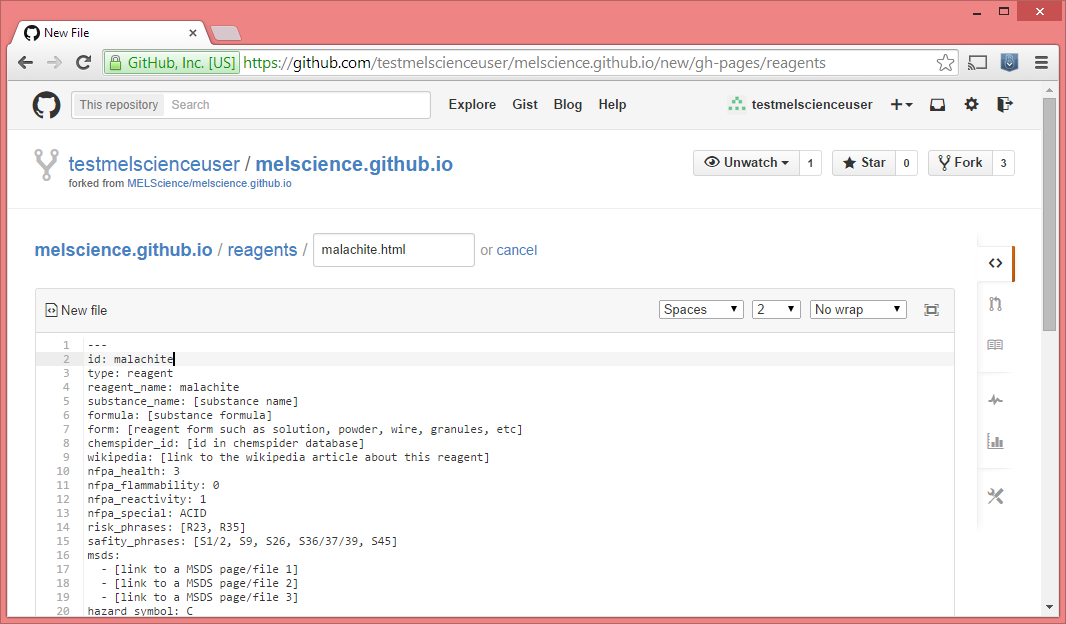 New File
GitHub, Inc. [US] https://github.com/testmelscienceuser/melscience.github.io/new/gh-pages/reagents
This repository Search Explore Gist Blog Help testmelscienceuser
testmelscienceuser / melscience.github.io Unwatch 1 Star 0 Fork 3
forked from MELScience/melscience.github.io
melscience.github.io / reagents / malachite.html or cancel
New file Spaces 2 No wrap
1 ---
2 id: malachite
3 type: reagent
4 reagent_name: malachite
5 substance_name: [substance name]
6 formula: [substance formula]
7 form: [reagent form such as solution, powder, wire, granules, etc]
8 chemspider_id: [id in chemspider database]
9 wikipedia: [link to the wikipedia article about this reagent]
10 nfpa_health: 3
11 nfpa_flammability: 0
12 nfpa_reactivity: 1
13 nfpa_special: ACID
14 risk_phrases: [R23, R35]
15 safity_phrases: [S1/2, S9, S26, S36/37/39, S45]
16 msds:
17 - [link to a MSDS page/file 1]
18 - [link to a MSDS page/file 2]
19 - [link to a MSDS page/file 3]
20 hazard_symbol: C